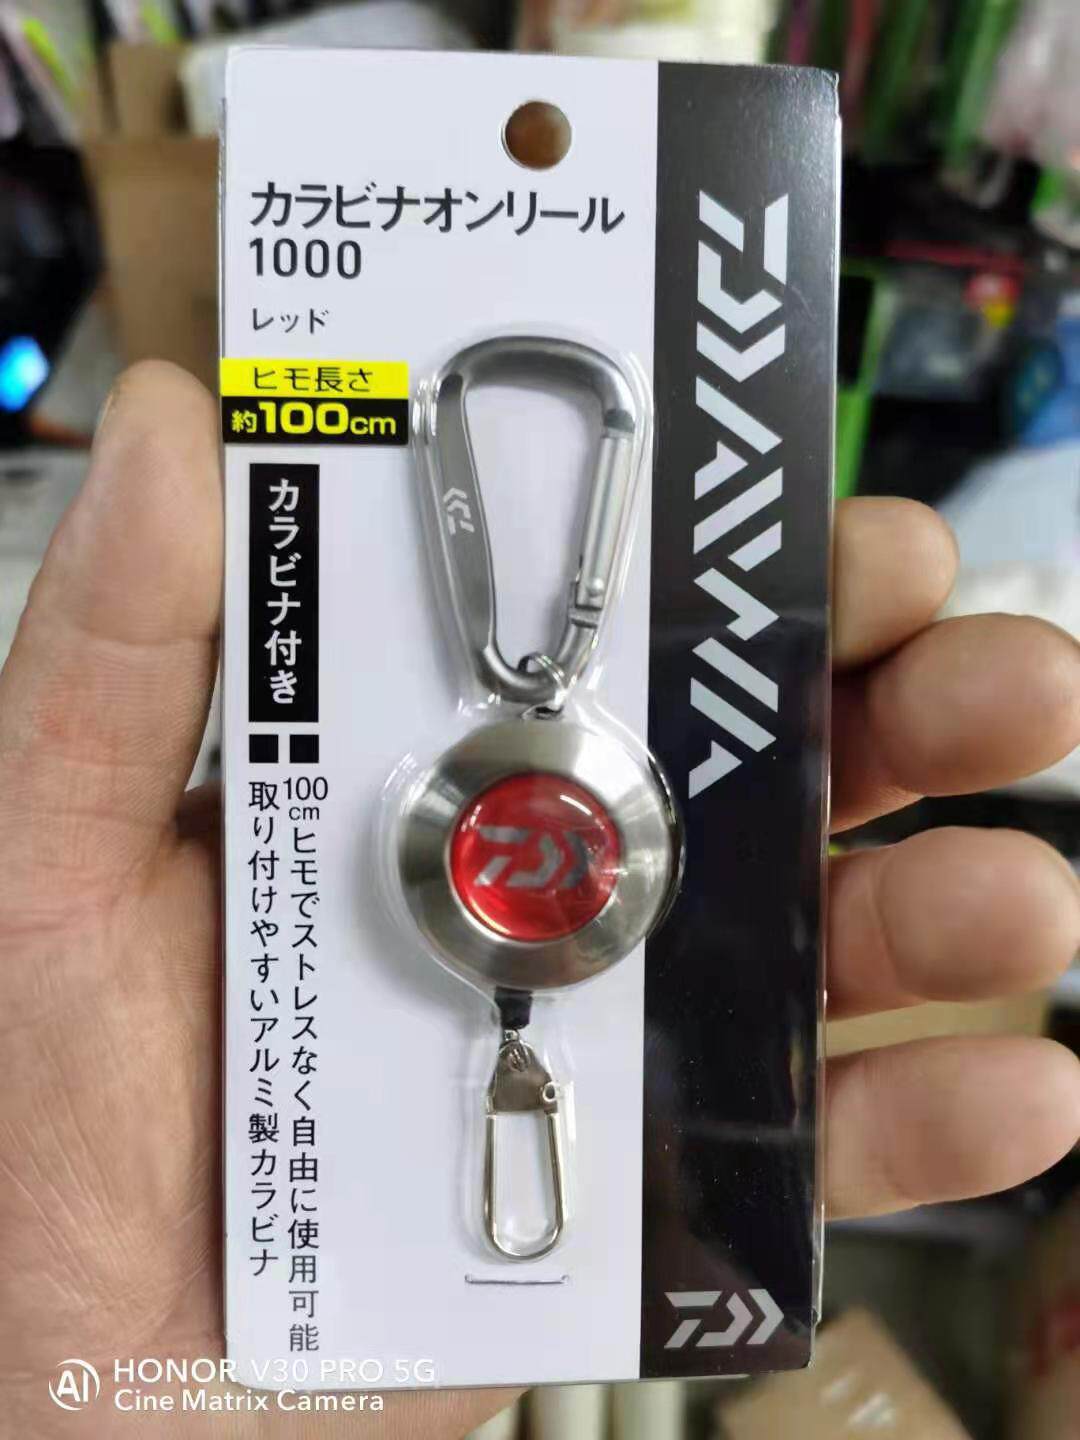 カラビナオンリール
1000
レッド
ヒモ長さ
約100cm
カラビナ付き
■100cmヒモでストレスなく自由に使用可能
■取り付けやすいアルミ製カラビナ
DAIWA
HONOR V30 PRO 5G
Cine Matrix Camera
AI